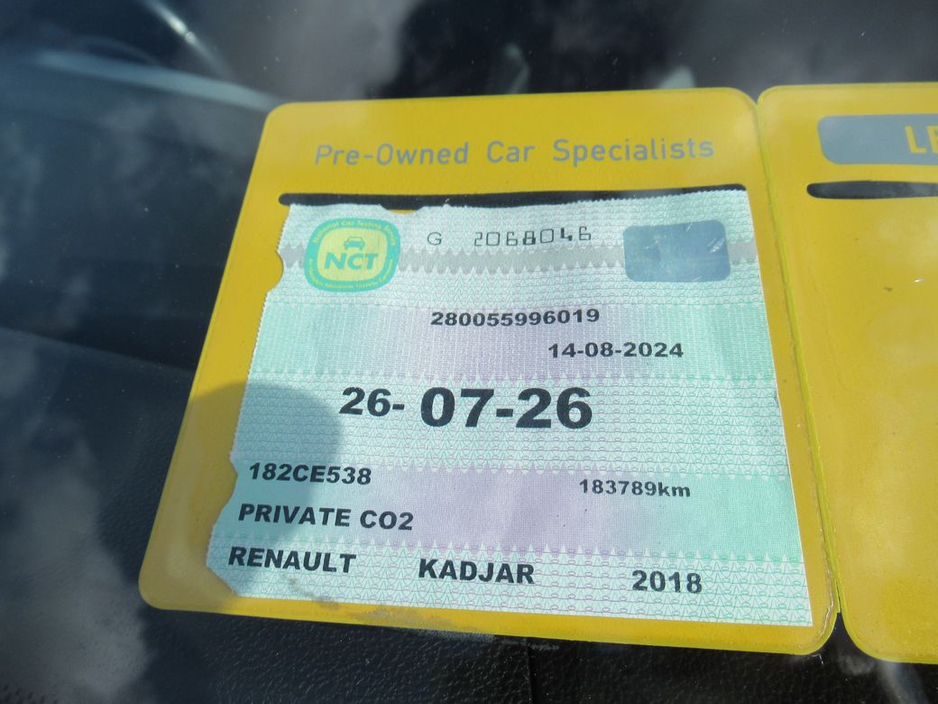 Pre-Owned Car Specialists
NCT
G 2068046
280055996019
14-08-2024
26-07-26
182CE538
183789km
PRIVATE CO2
RENAULT KADJAR 2018